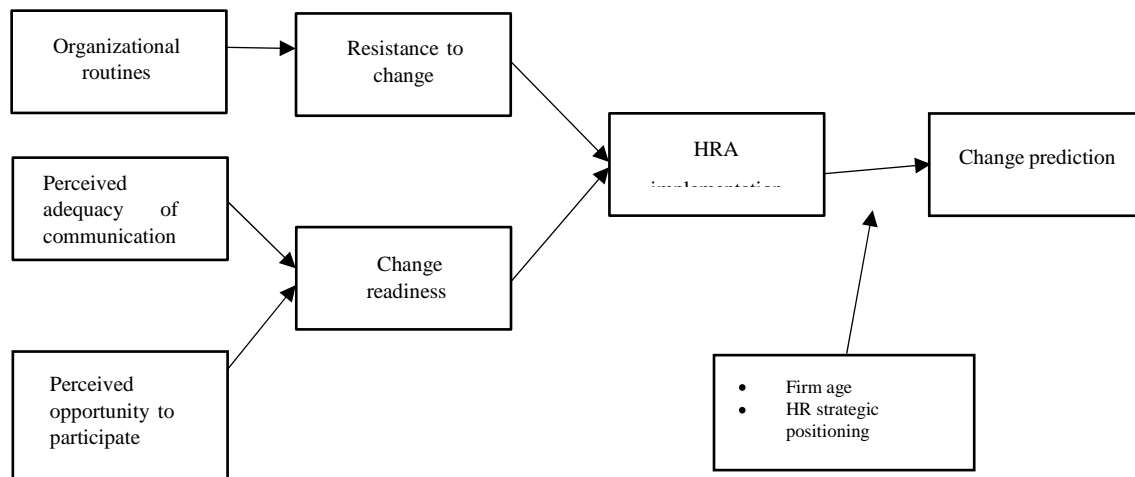 Organizational
routines
Resistance to
change
HRA
Change prediction
Perceived
adequacy of
communication
Change
readiness
Perceived
opportunity to
participate
• Firm age
• HR strategic
positioning